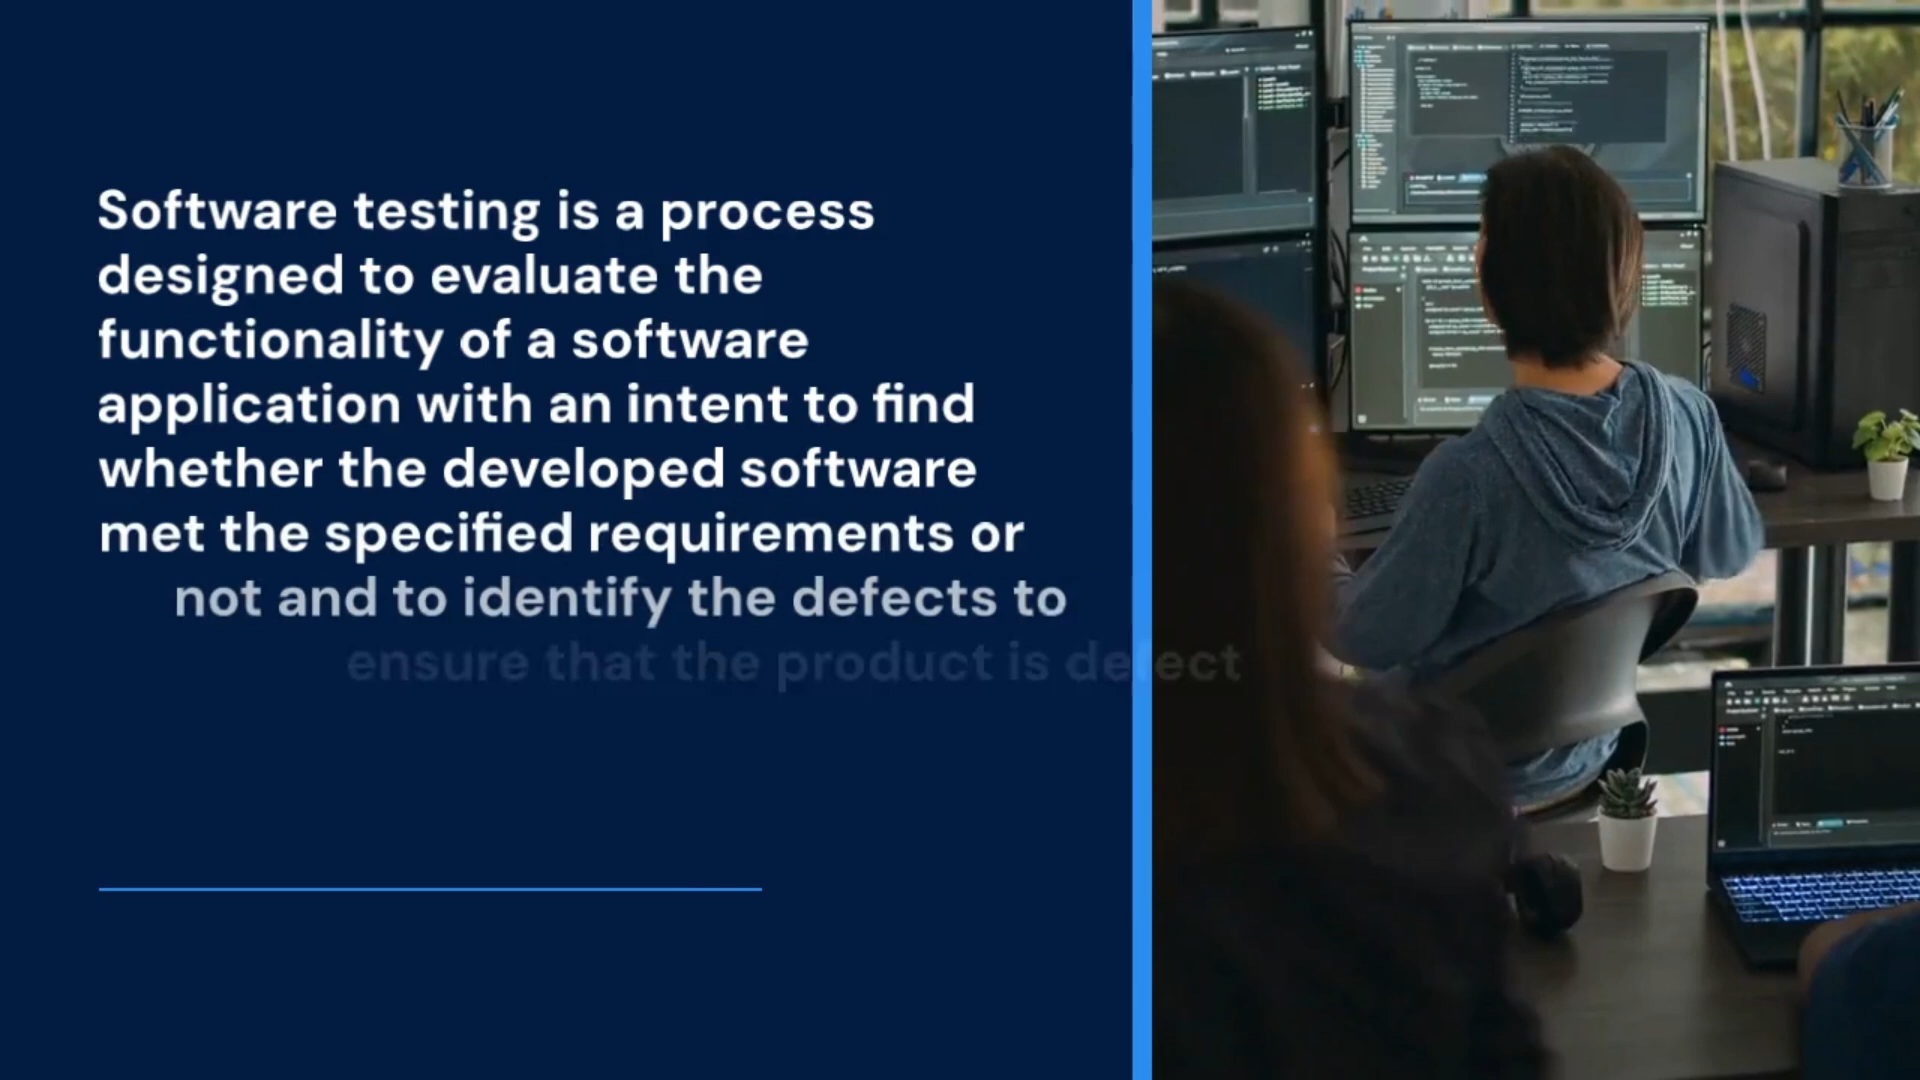 Software testing is a process
designed to evaluate the
functionality of a software
application with an intent to find
whether the developed software
met the specified requirements or
not and to identify the defects to
ensure that the product is defect